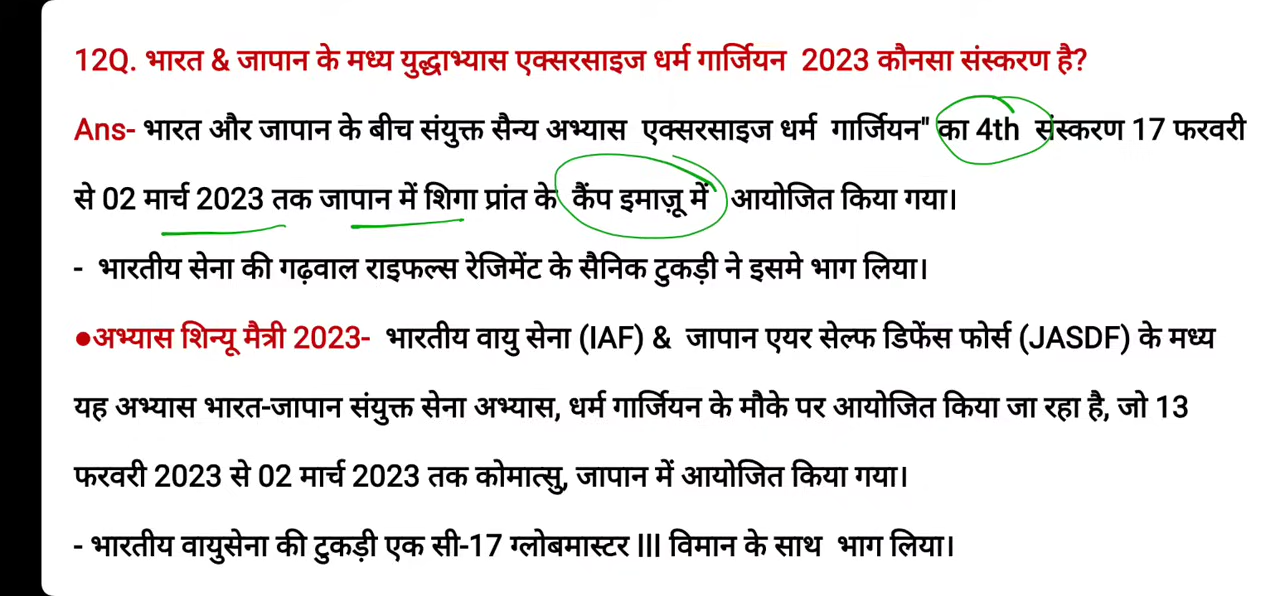 12Q. भारत & जापान के मध्य युद्धाभ्यास एक्सरसाइज धर्म गार्जियन 2023 कौनसा संस्करण है?
Ans- भारत और जापान के बीच संयुक्त सैन्य अभ्यास एक्सरसाइज धर्म गार्जियन" का 4th संस्करण 17 फरवरी
से 02 मार्च 2023 तक जापान में शिगा प्रांत के कैंप इमाज़ू में आयोजित किया गया।
- भारतीय सेना की गढ़वाल राइफल्स रेजिमेंट के सैनिक टुकड़ी ने इसमे भाग लिया।
●अभ्यास शिन्यू मैत्री 2023- भारतीय वायु सेना (IAF) & जापान एयर सेल्फ डिफेंस फोर्स (JASDF) के मध्य
यह अभ्यास भारत-जापान संयुक्त सेना अभ्यास, धर्म गार्जियन के मौके पर आयोजित किया जा रहा है, जो 13
फरवरी 2023 से 02 मार्च 2023 तक कोमात्सु, जापान में आयोजित किया गया।
- भारतीय वायुसेना की टुकड़ी एक सी-17 ग्लोबमास्टर III विमान के साथ भाग लिया।